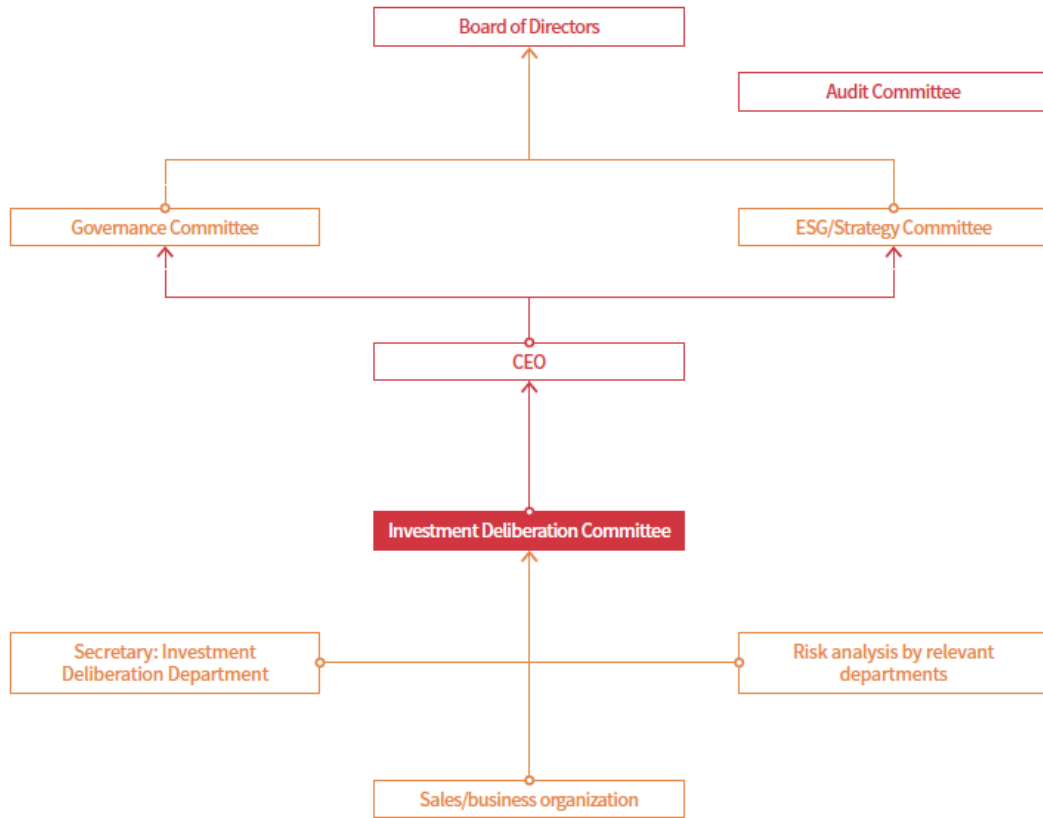 Board of Directors
Audit Committee
Governance Committee
ESG/Strategy Committee
CEO
Investment Deliberation Committee
Secretary: Investment
Deliberation Department
Risk analysis by relevant
departments
Sales/business organization